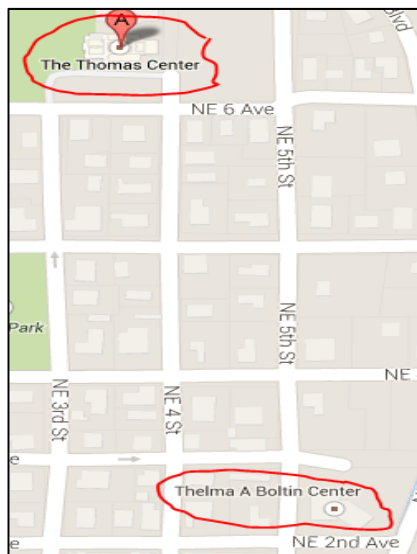 Blvd
A
The Thomas Center
NE 6 Ave
NE 5th St
Park
NE 5th St
NE
NE 3rd St
NE 4 St
e
Thelma A Boltin Center
NE 2nd Ave